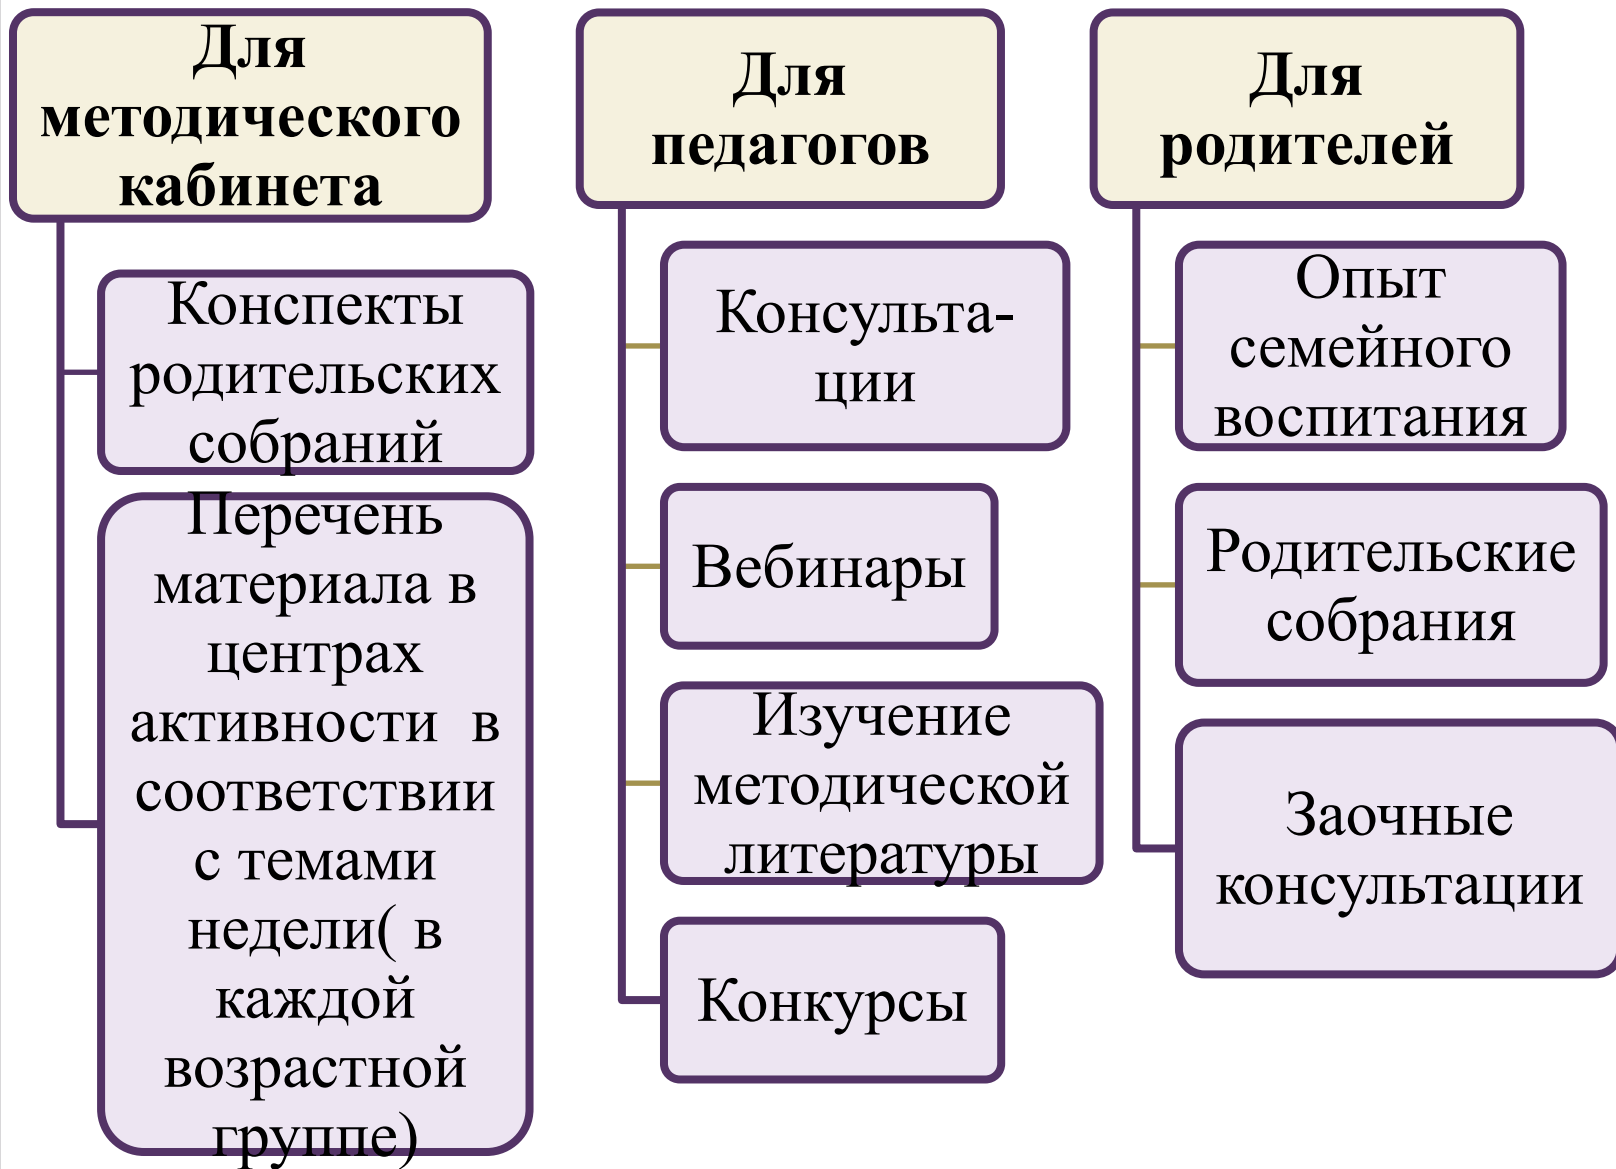 Для
методического
кабинета
Конспекты
родительских
собраний
Перечень
материала в
центрах
активности  в
соответствии
с темами
недели( в
каждой
возрастной
группе)
Для
педагогов
Консульта-
ции
Вебинары
Изучение
методической
литературы
Конкурсы
Для
родителей
Опыт
семейного
воспитания
Родительские
собрания
Заочные
консультации